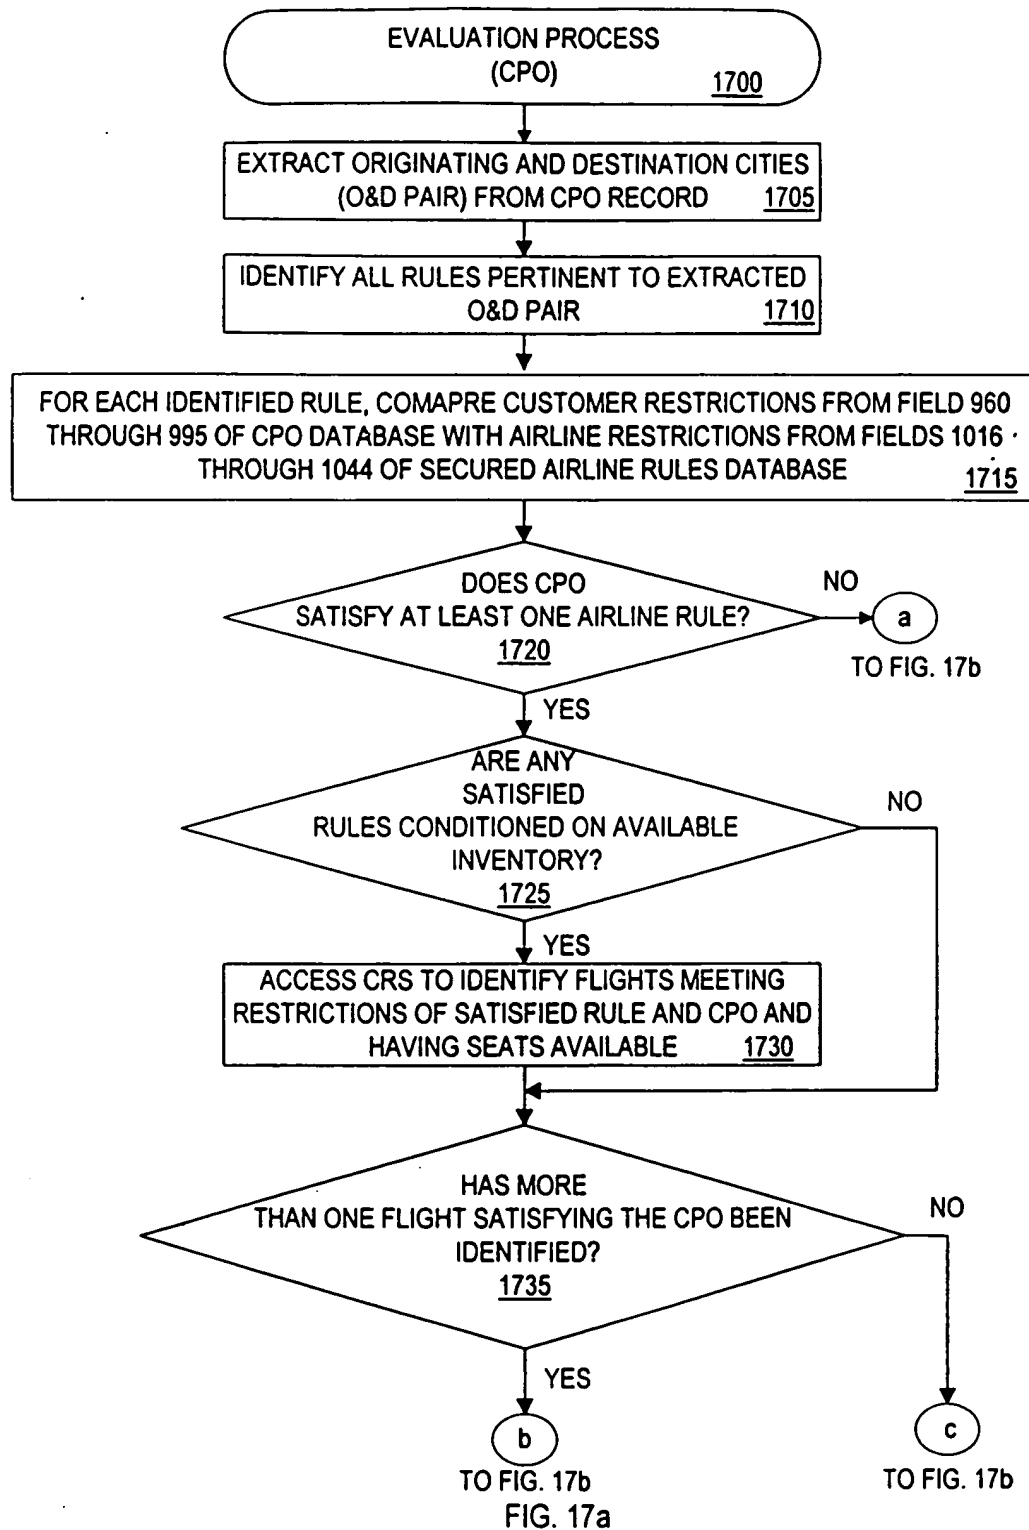 EVALUATION PROCESS
(CPO)
1700
EXTRACT ORIGINATING AND DESTINATION CITIES
(O&D PAIR) FROM CPO RECORD 1705
IDENTIFY ALL RULES PERTINENT TO EXTRACTED
O&D PAIR 1710
FOR EACH IDENTIFIED RULE, COMAPRE CUSTOMER RESTRICTIONS FROM FIELD 960
THROUGH 995 OF CPO DATABASE WITH AIRLINE RESTRICTIONS FROM FIELDS 1016
THROUGH 1044 OF SECURED AIRLINE RULES DATABASE 1715
DOES CPO
SATISFY AT LEAST ONE AIRLINE RULE?
1720
NO
a
TO FIG. 17b
YES
ARE ANY
SATISFIED
RULES CONDITIONED ON AVAILABLE
INVENTORY?
1725
NO
YES
ACCESS CRS TO IDENTIFY FLIGHTS MEETING
RESTRICTIONS OF SATISFIED RULE AND CPO AND
HAVING SEATS AVAILABLE 1730
HAS MORE
THAN ONE FLIGHT SATISFYING THE CPO BEEN
IDENTIFIED?
1735
NO
YES
b
TO FIG. 17b
c
TO FIG. 17b
FIG. 17a